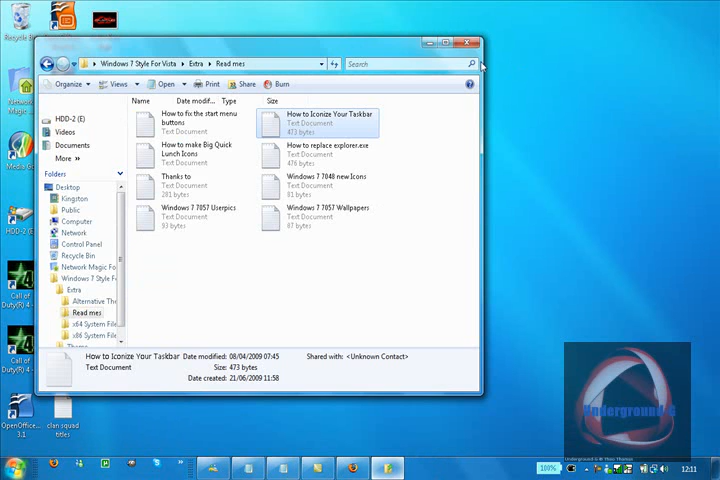 Recycle Bin
Windows 7 Style For Vista
Extra
Read mes
Search
Organize
Views
Open
Print
Share
Burn
Name
Date modif...
Type
Size
How to fix the start menu
buttons
Text Document
How to Iconize Your Taskbar
Text Document
473 bytes
How to make Big Quick
Lunch Icons
Text Document
How to replace explorer.exe
Text Document
476 bytes
Thanks to
Text Document
281 bytes
Windows 7 7048 new Icons
Text Document
81 bytes
Windows 7 7057 Userpics
Text Document
93 bytes
Windows 7 7057 Wallpapers
Text Document
87 bytes
HDD-2 (E)
Videos
Documents
More »
Folders
Desktop
Kingston
Public
Computer
Network
Control Panel
Recycle Bin
Network Magic Fo
Windows 7 Style F
Extra
Alternative The
Read mes
x64 System File
x86 System File
How to Iconize Your Taskbar
Text Document
Date modified: 08/04/2009 07:45
Size: 473 bytes
Date created: 21/06/2009 11:58
Shared with: <Unknown Contact>
Network
Magic ...
Media Go
HDD-2 (E)
Call of
Duty(R) 4 -
Call of
Duty(R) 4 -
OpenOffice...
3.1
clan squad
titles
Underground G
100%
12:11